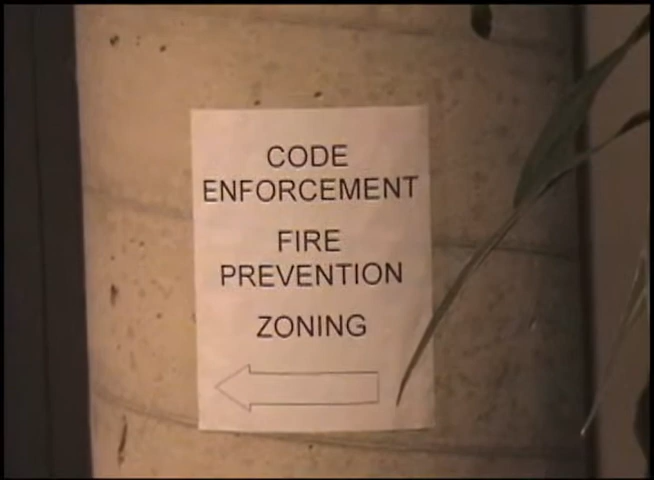 CODE
ENFORCEMENT
FIRE
PREVENTION
ZONING